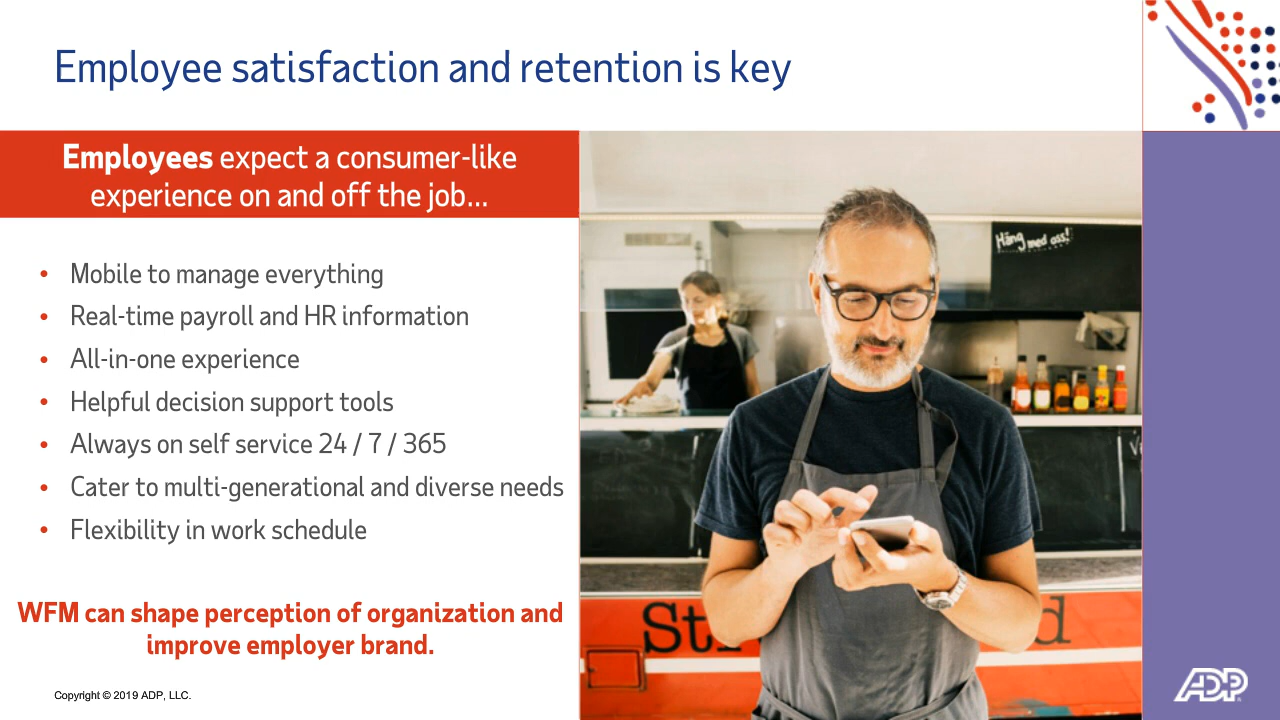 Employee satisfaction and retention is key
Employees expect a consumer-like
experience on and off the job...
• Mobile to manage everything
• Real-time payroll and HR information
• All-in-one experience
• Helpful decision support tools
• Always on self service 24 / 7 / 365
• Cater to multi-generational and diverse needs
• Flexibility in work schedule
WFM can shape perception of organization and
improve employer brand.
Copyright © 2019 ADP, LLC.
Häng med oss!
ADP